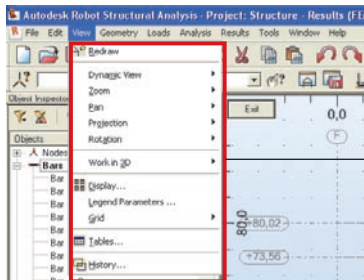 Autodesk Robot Structural Analysis - Project: Structure - Results (FE
File Edit View Geometry Loads Analysis Results Tools Window Help
Redraw
Dynamic View
Zoom
Pan
Projection
Rotation
Work in 3D
Display...
Legend Parameters ...
Grid
Tables...
History...
Object Inspector
Objects
Nodes
Bars
Bar
Bar
Bar
Bar
Bar
Bar
Bar
Bar
Exit
0,0
F
80,0
+80,02
+73,56